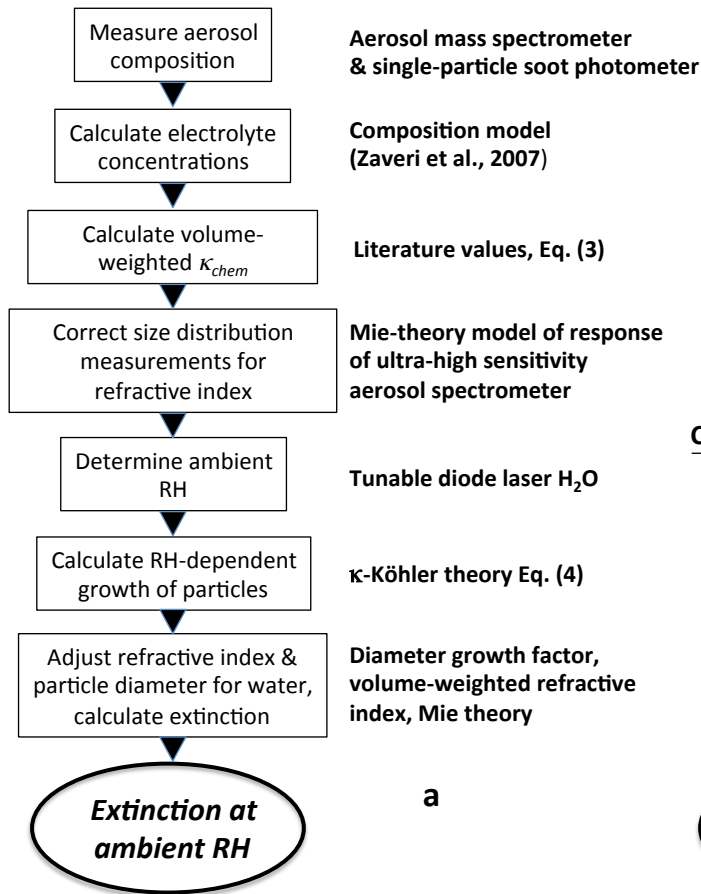 Measure aerosol
composition
Aerosol mass spectrometer
& single-particle soot photometer
Calculate electrolyte
concentrations
Composition model
(Zaveri et al., 2007)
Calculate volume-
weighted κchem
Literature values, Eq. (3)
Correct size distribution
measurements for
refractive index
Mie-theory model of response
of ultra-high sensitivity
aerosol spectrometer
Determine ambient
RH
Tunable diode laser H₂O
Calculate RH-dependent
growth of particles
κ-Köhler theory Eq. (4)
Adjust refractive index &
particle diameter for water,
calculate extinction
Diameter growth factor,
volume-weighted refractive
index, Mie theory
Extinction at
ambient RH
a